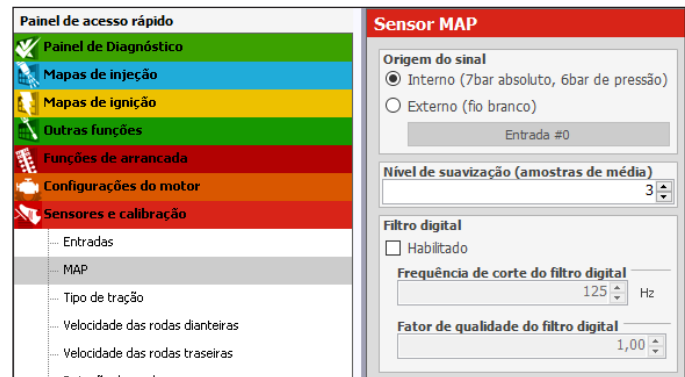 Painel de acesso rápido
Painel de Diagnóstico
Mapas de injeção
Mapas de ignição
Outras funções
Funções de arrancada
Configurações do motor
Sensores e calibração
Entradas
MAP
Tipo de tração
Velocidade das rodas dianteiras
Velocidade das rodas traseiras
Sensor MAP
Origem do sinal
Interno (7bar absoluto, 6bar de pressão)
Externo (fio branco)
Entrada #0
Nível de suavização (amostras de média)
3
Filtro digital
Habilitado
Frequência de corte do filtro digital
125 Hz
Fator de qualidade do filtro digital
1,00